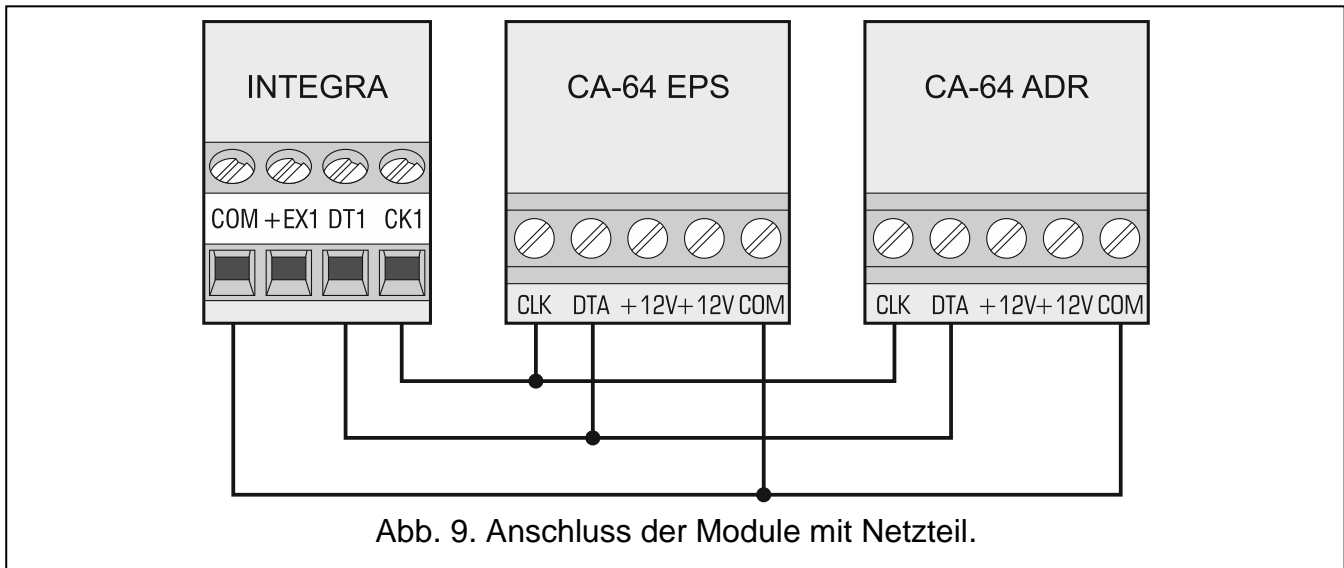 INTEGRA
CA-64 EPS
CA-64 ADR
COM +EX1 DT1 CK1
CLK DTA +12V+12V COM
CLK DTA +12V+12V COM
Abb. 9. Anschluss der Module mit Netzteil.